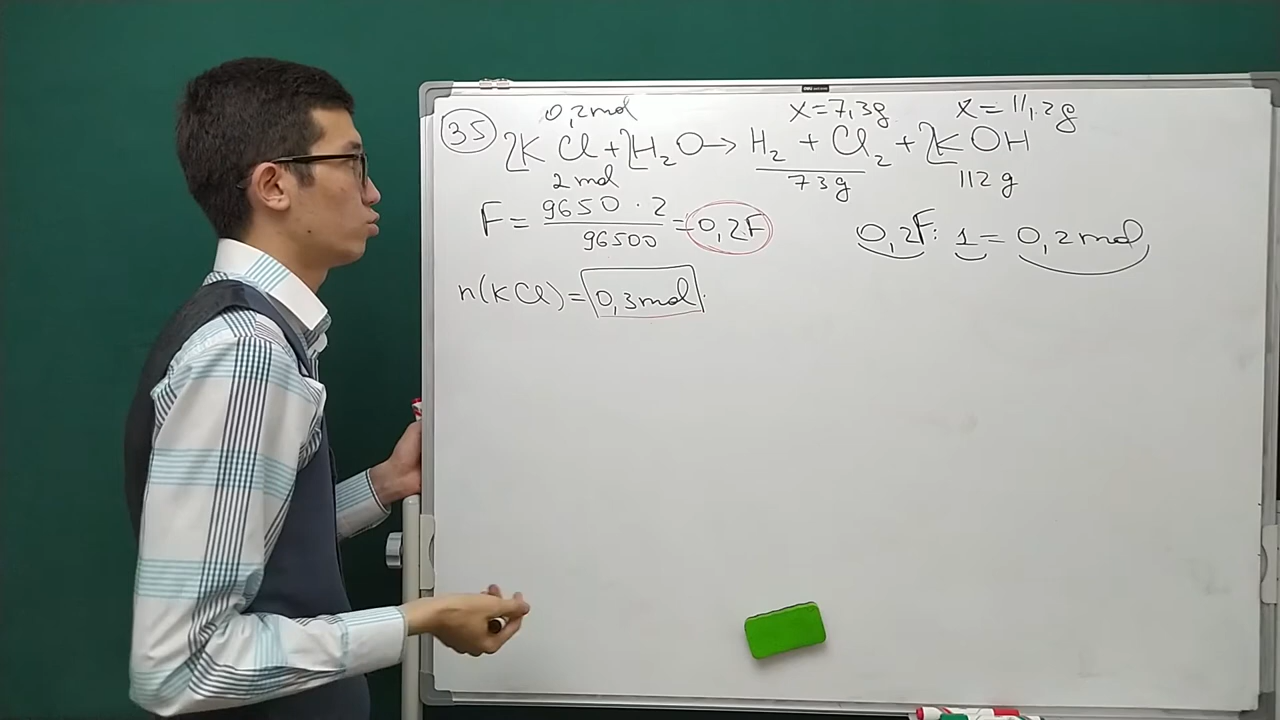 35
0,2mol x=7,3g x=11,2g
2KCl+2H₂O→H₂+Cl₂+2KOH
2mol 73g 112g
F=9650·2/96500=0,2F 0,2F:1=0,2mol
n(KCl)=0,3mol.